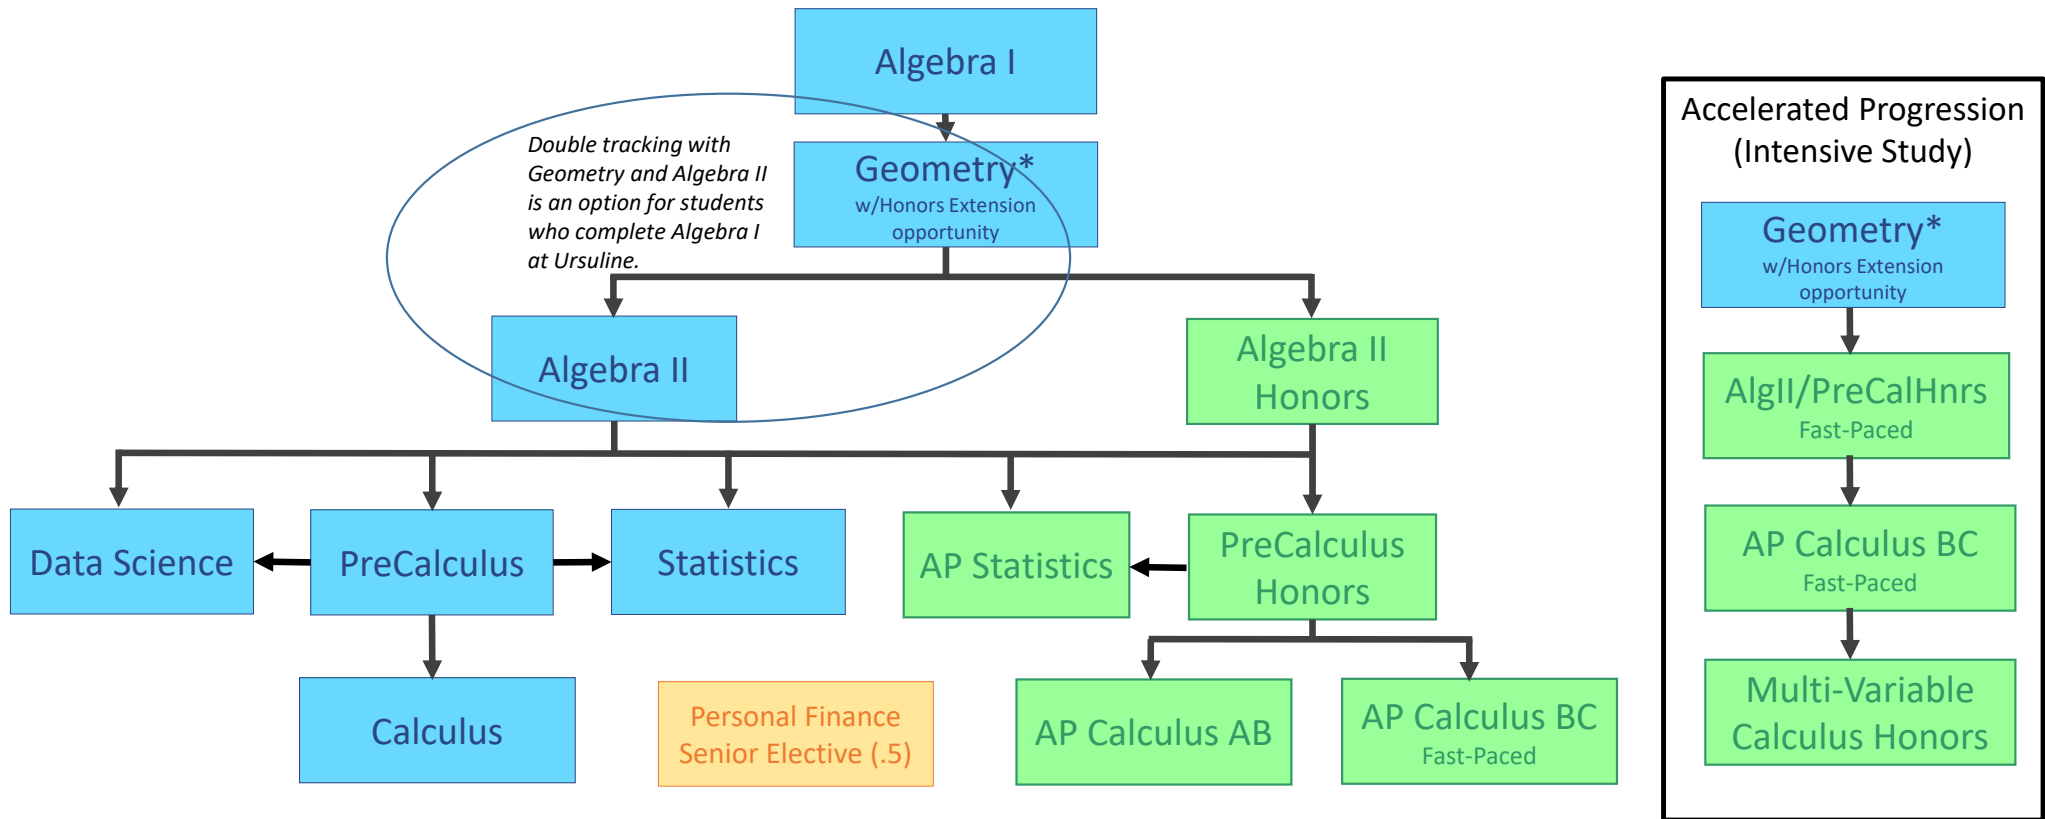 Algebra I
Double tracking with
Geometry and Algebra II
is an option for students
who complete Algebra I
at Ursuline.
Geometry*
w/Honors Extension
opportunity
Algebra II
Algebra II
Honors
Data Science
PreCalculus
Statistics
AP Statistics
PreCalculus
Honors
Calculus
Personal Finance
Senior Elective (.5)
AP Calculus AB
AP Calculus BC
Fast-Paced
Accelerated Progression
(Intensive Study)
Geometry*
w/Honors Extension
opportunity
AlgII/PreCalHnrs
Fast-Paced
AP Calculus BC
Fast-Paced
Multi-Variable
Calculus Honors